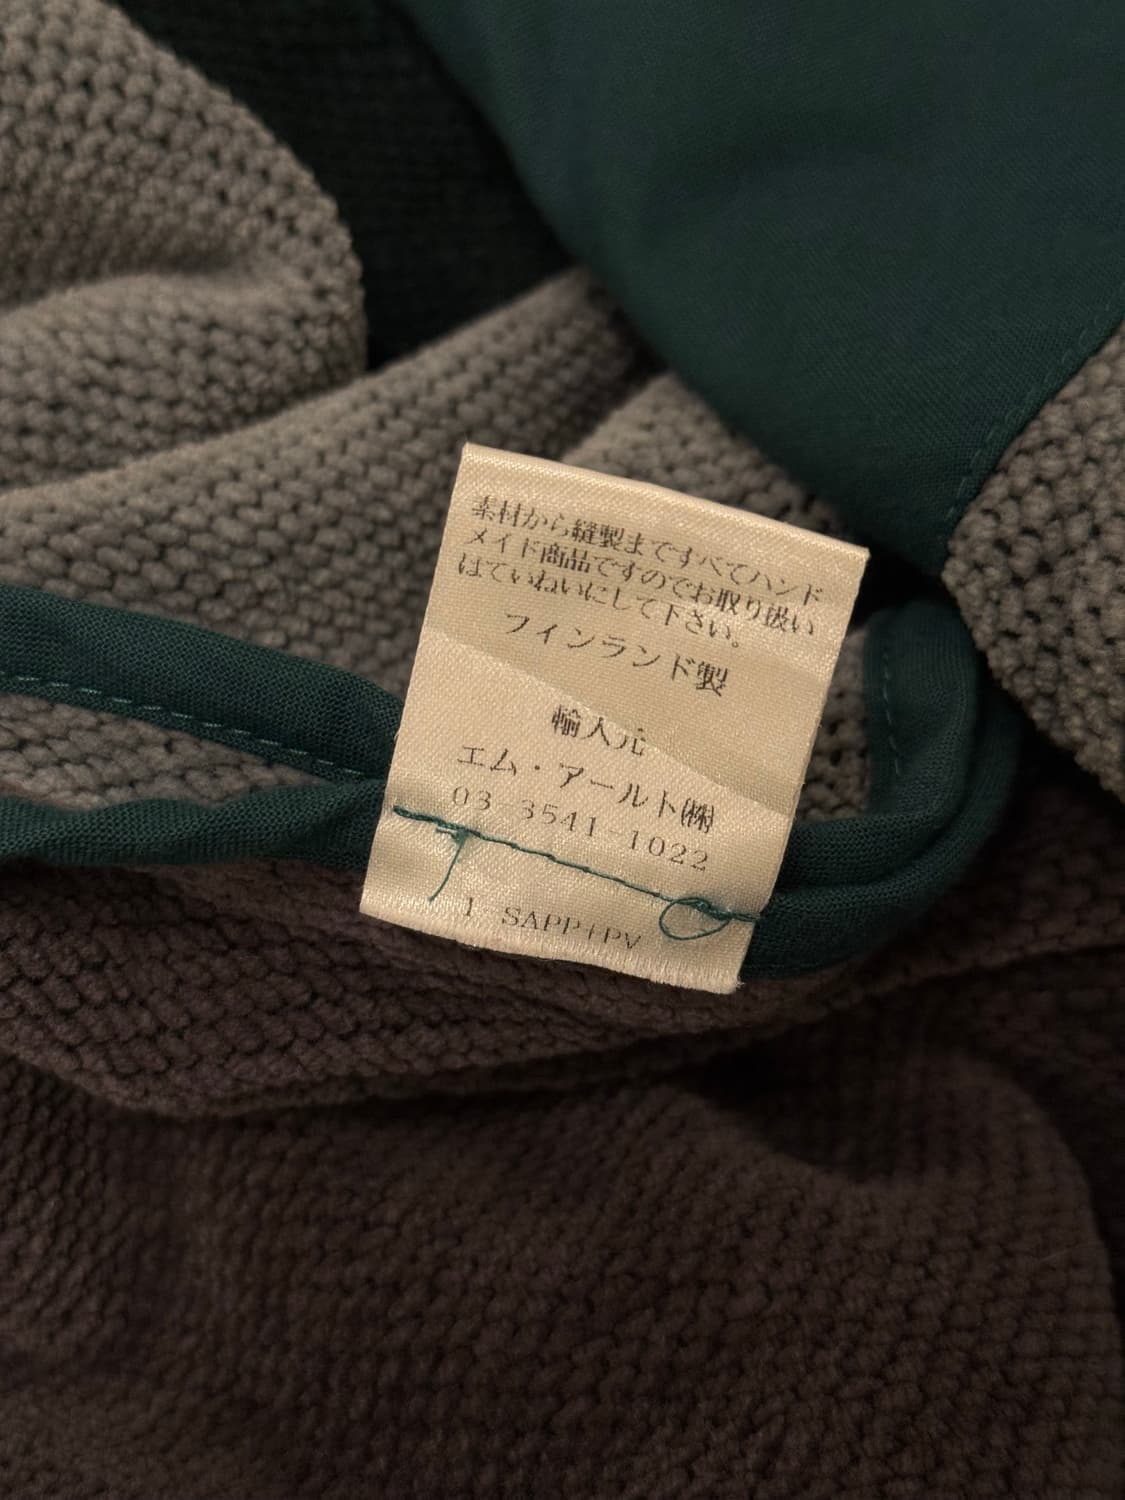 素材から縫製まですべてハンド
メイド商品ですのでお取り扱い
はていねいにして下さい。
フインランド製
輸入元
エム・アールト㈱
03-3541-1022
1 SAPP+PV